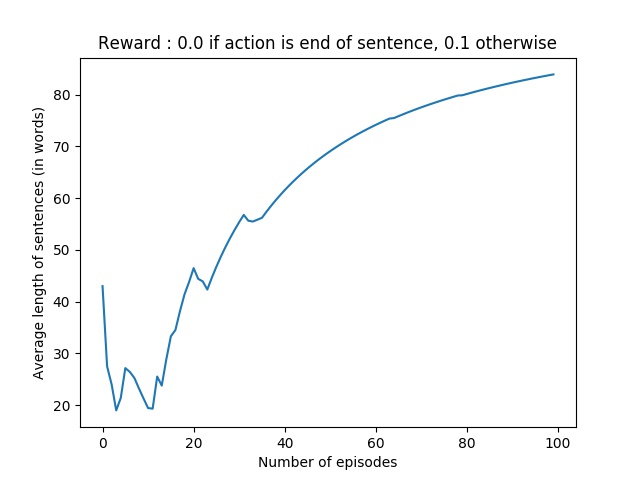 Reward : 0.0 if action is end of sentence, 0.1 otherwise
Average length of sentences (in words)
80
70
60
50
40
30
20
0 20 40 60 80 100
Number of episodes